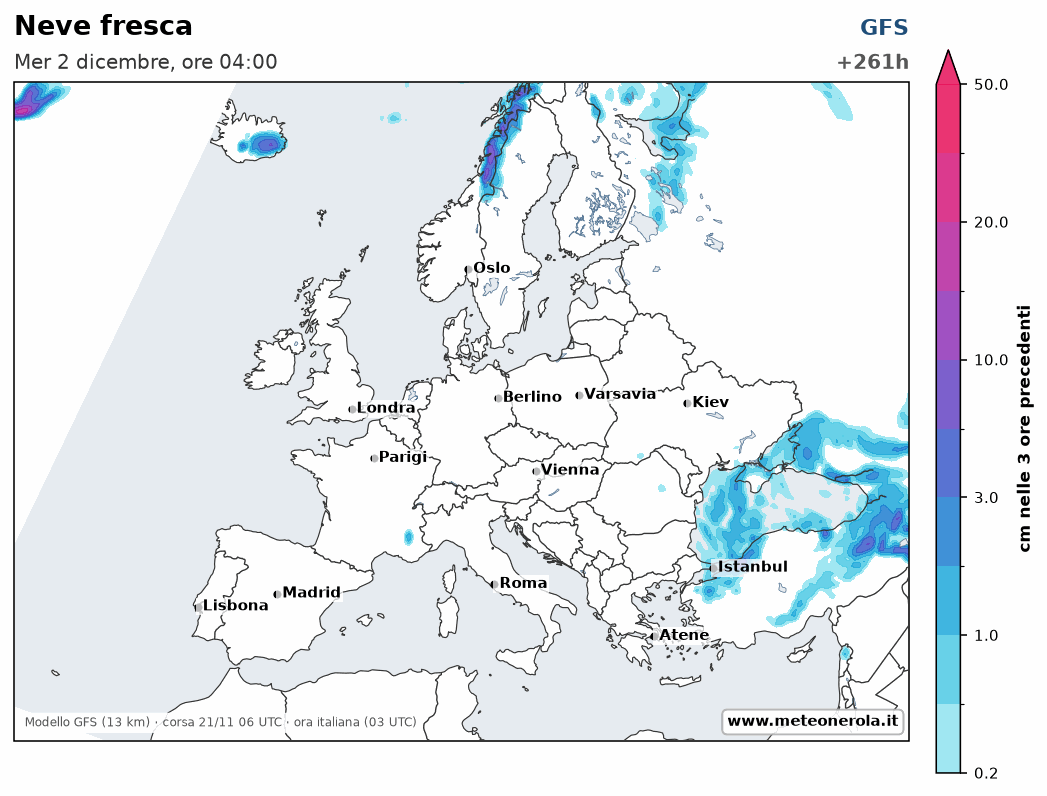 Neve fresca
GFS
Mer 2 dicembre, ore 04:00
+261h
50.0
20.0
10.0
3.0
1.0
0.2
cm nelle 3 ore precedenti
Oslo
Berlino
Varsavia
Kiev
Londra
Parigi
Vienna
Istanbul
Roma
Madrid
Lisbona
Atene
Modello GFS (13 km) · corsa 21/11 06 UTC · ora italiana (03 UTC)
www.meteonerola.it